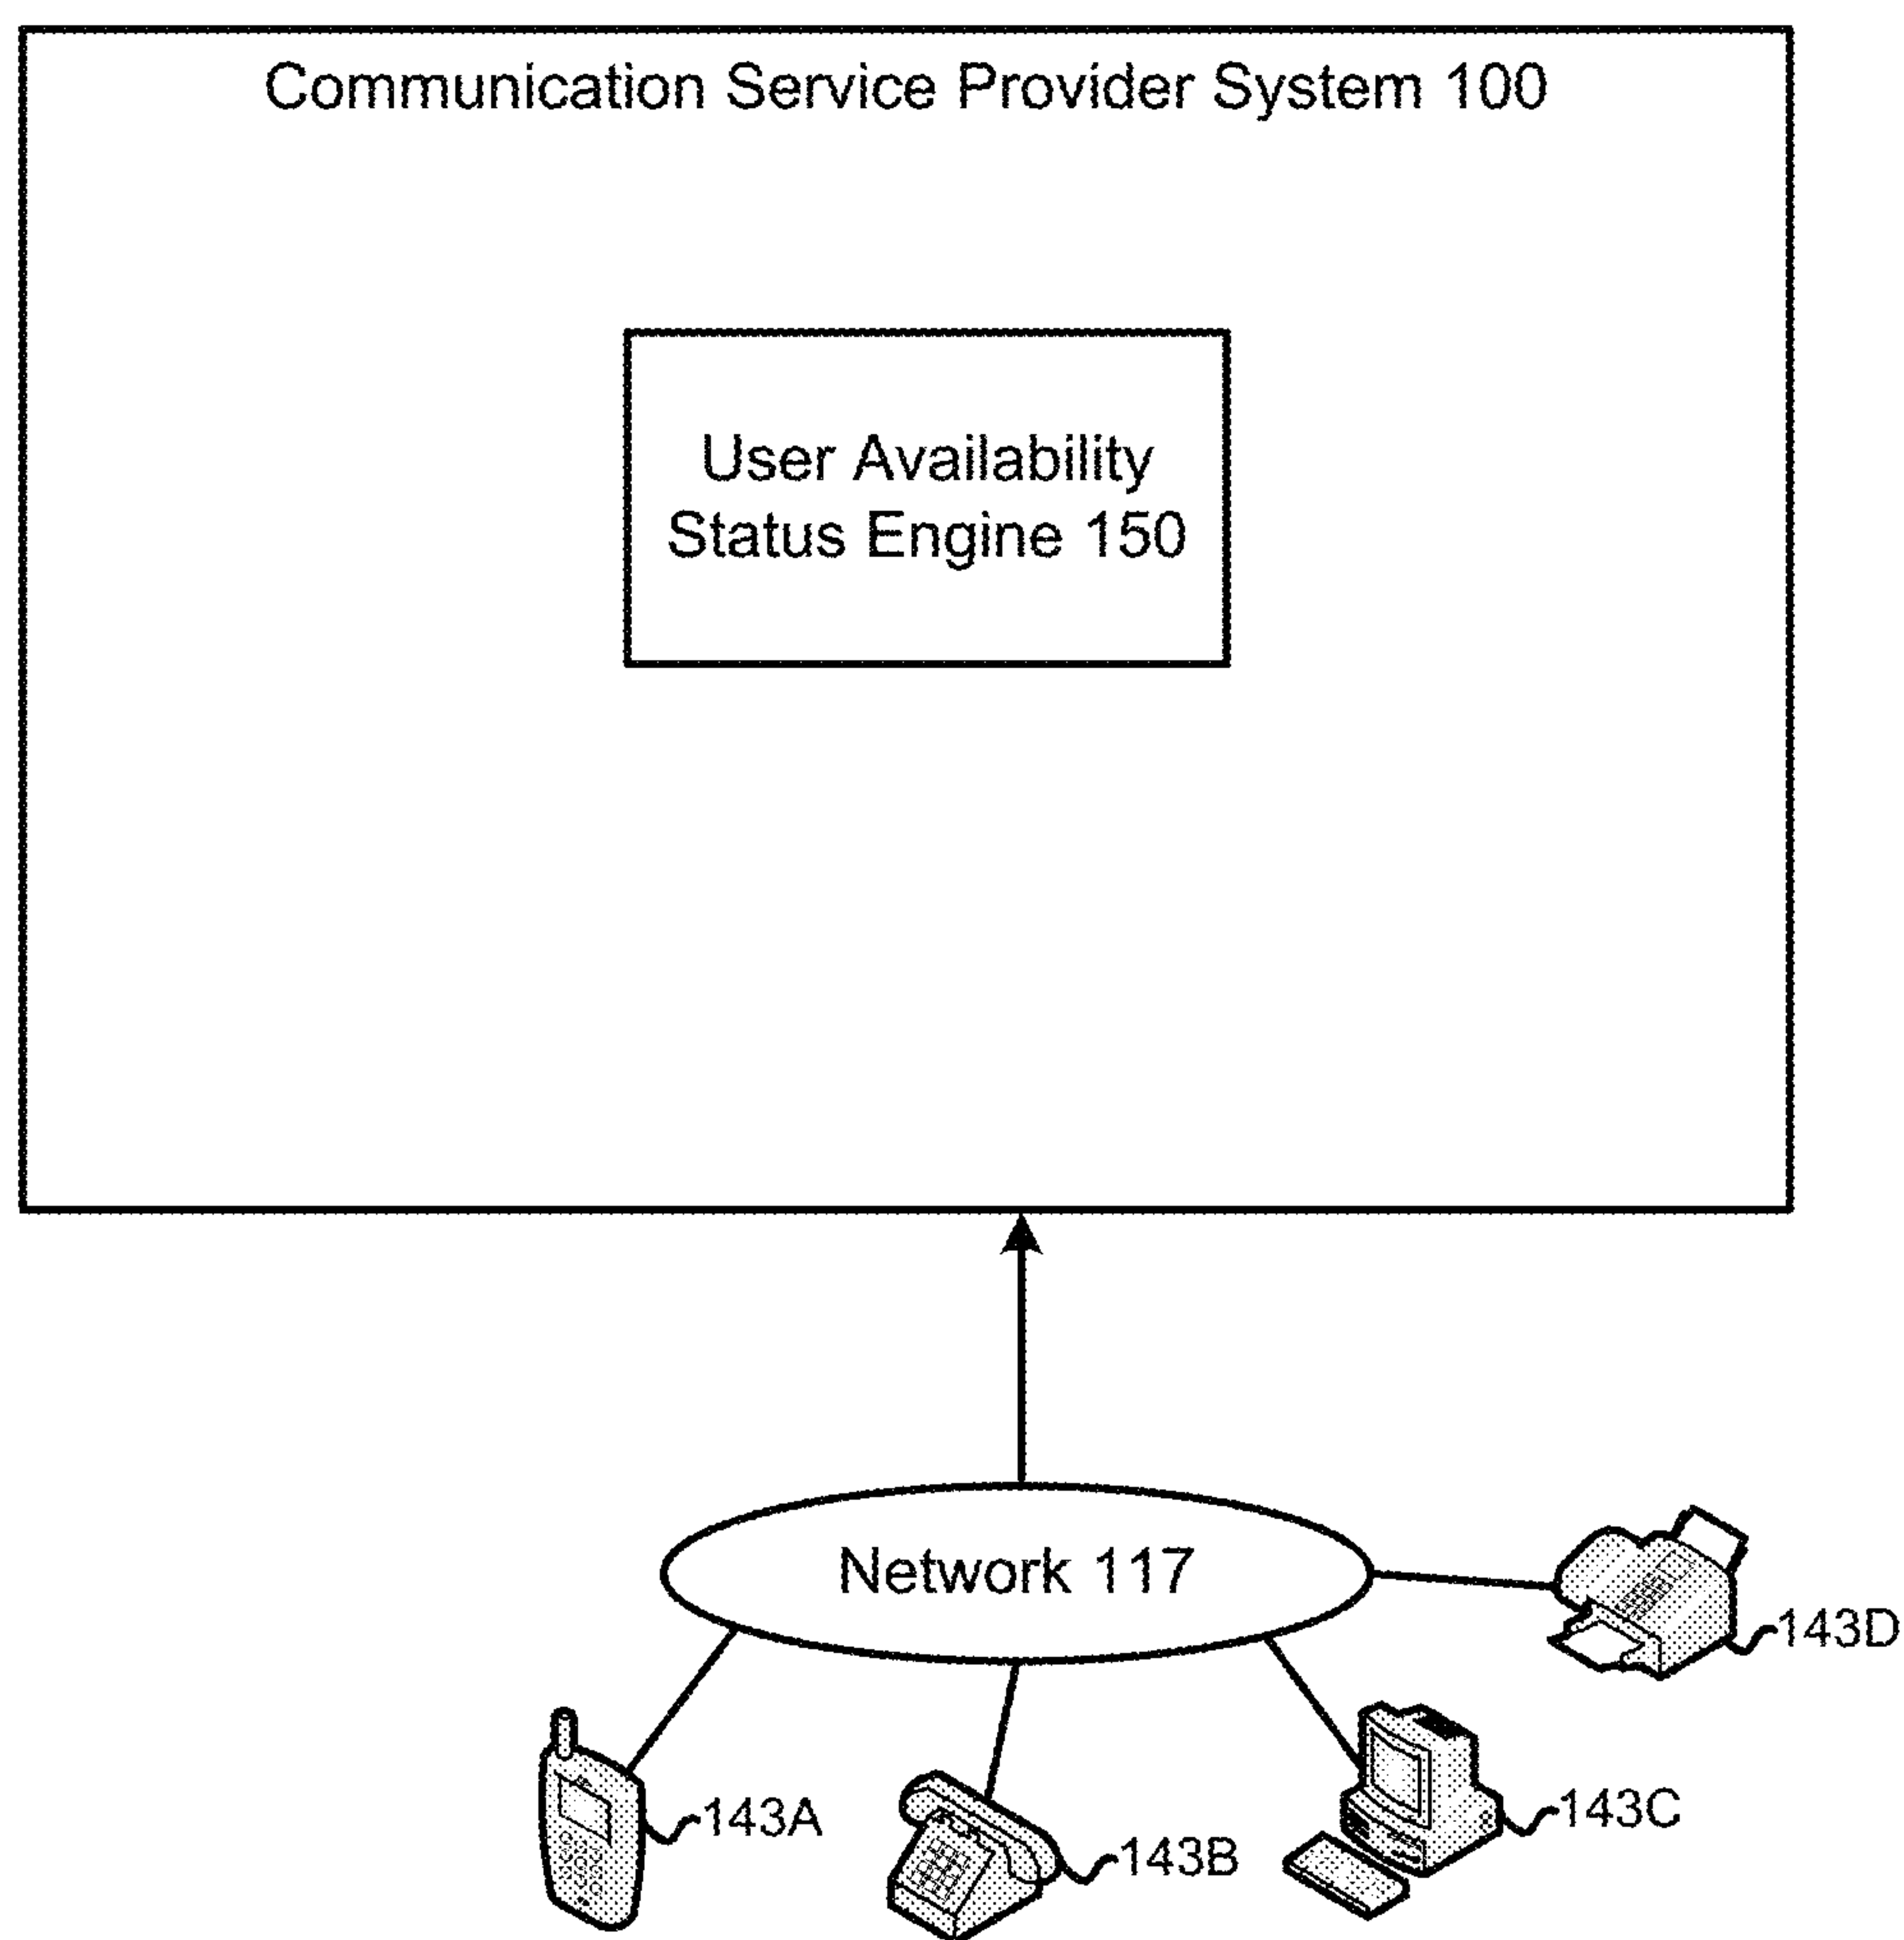 Communication Service Provider System 100
User Availability
Status Engine 150
Network 117
143D
143A
143B
143C